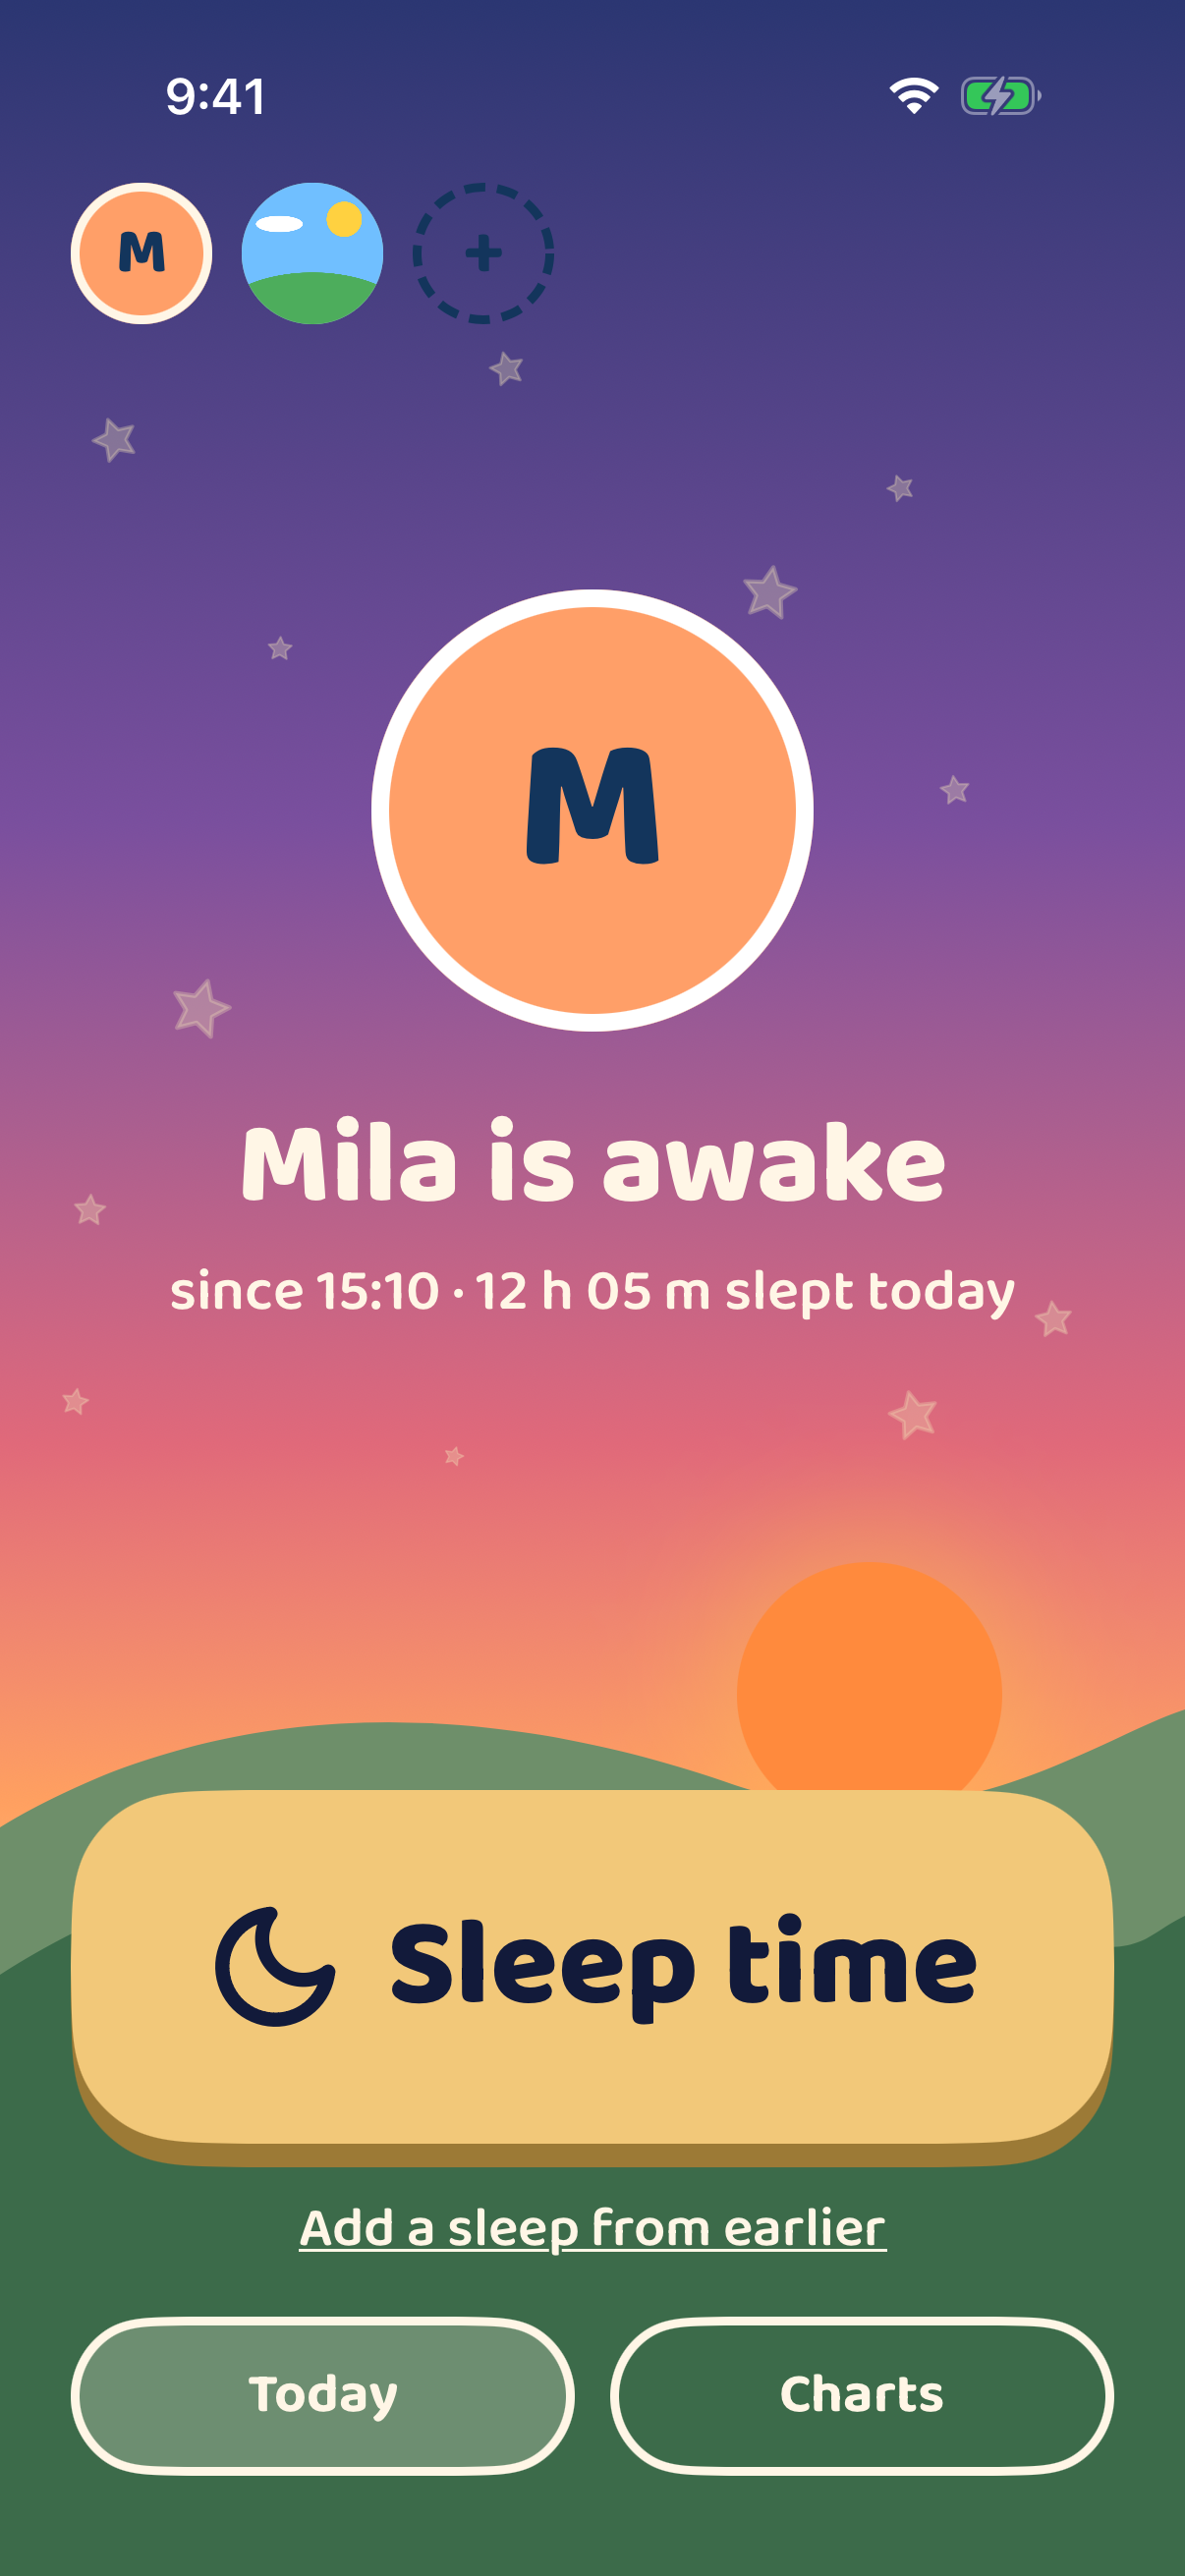 9:41
M
+
M
Mila is awake
since 15:10 · 12 h 05 m slept today
Sleep time
Add a sleep from earlier
Today
Charts